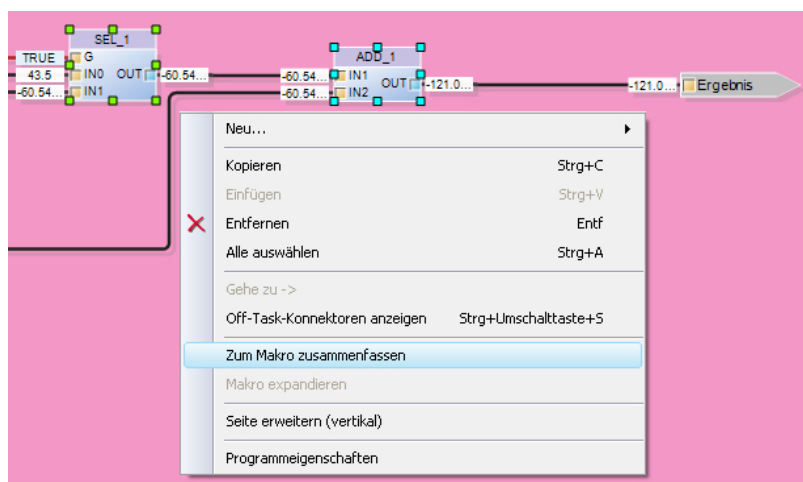 SEL_1
TRUE G
43.5 IN0 OUT -60.54...
-60.54... IN1
ADD_1
-60.54... IN1 OUT -121.0...
-60.54... IN2
-121.0... Ergebnis
Neu...
Kopieren Strg+C
Einfügen Strg+V
Entfernen Entf
Alle auswählen Strg+A
Gehe zu ->
Off-Task-Konnektoren anzeigen Strg+Umschalttaste+S
Zum Makro zusammenfassen
Makro expandieren
Seite erweitern (vertikal)
Programmeigenschaften